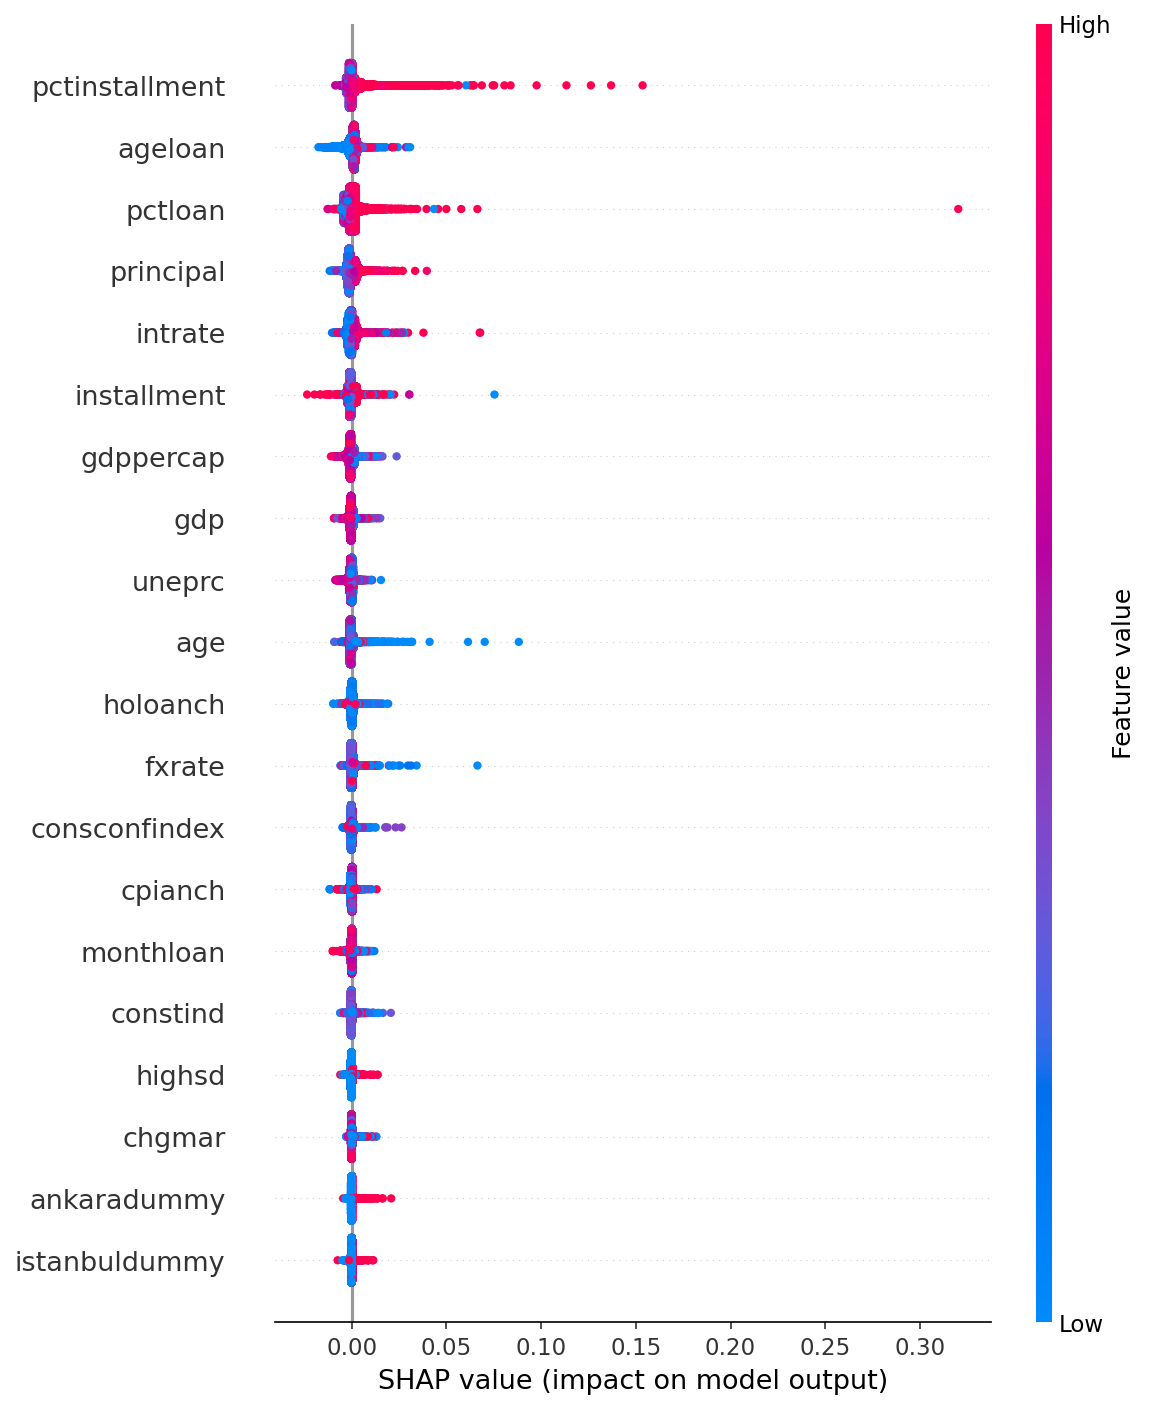 High
pctinstallment
ageloan
pctloan
principal
intrate
installment
gdppercap
gdp
uneprc
age
holoanch
fxrate
consconfindex
cpianch
monthloan
constind
highsd
chgmar
ankaradummy
istanbuldummy
Feature value
Low
0.00 0.05 0.10 0.15 0.20 0.25 0.30
SHAP value (impact on model output)